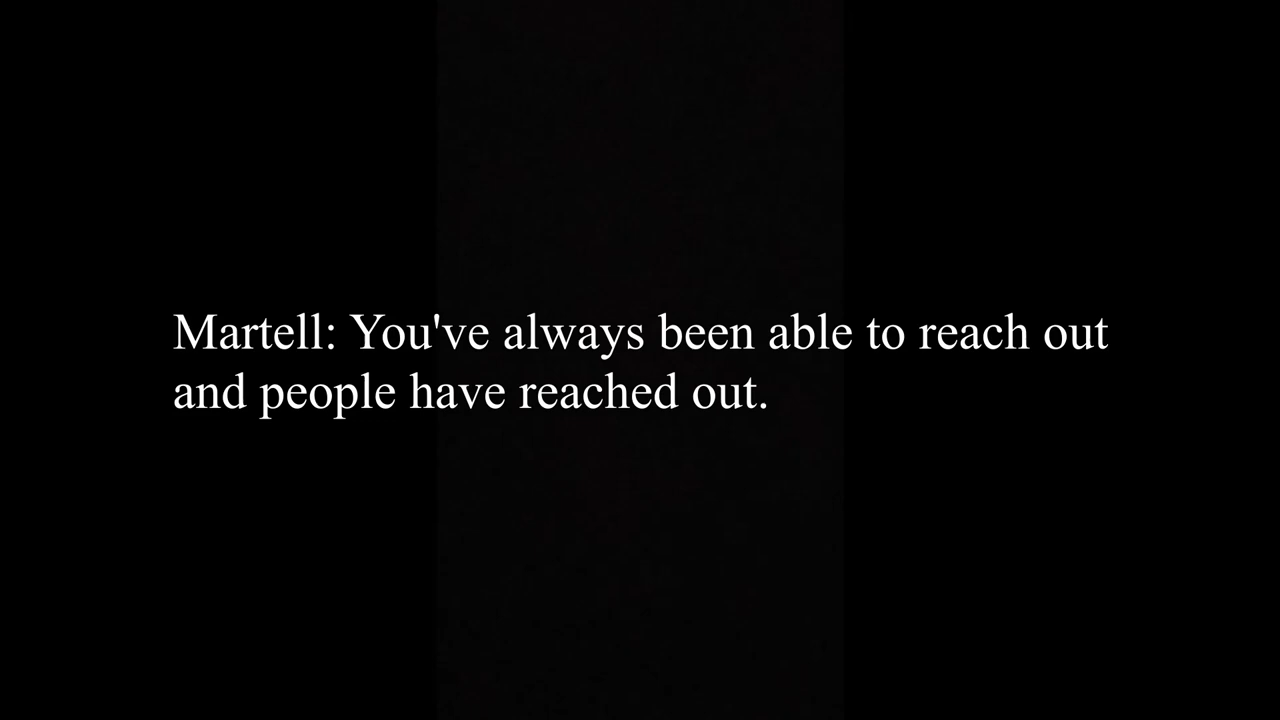 Martell: You've always been able to reach out
and people have reached out.